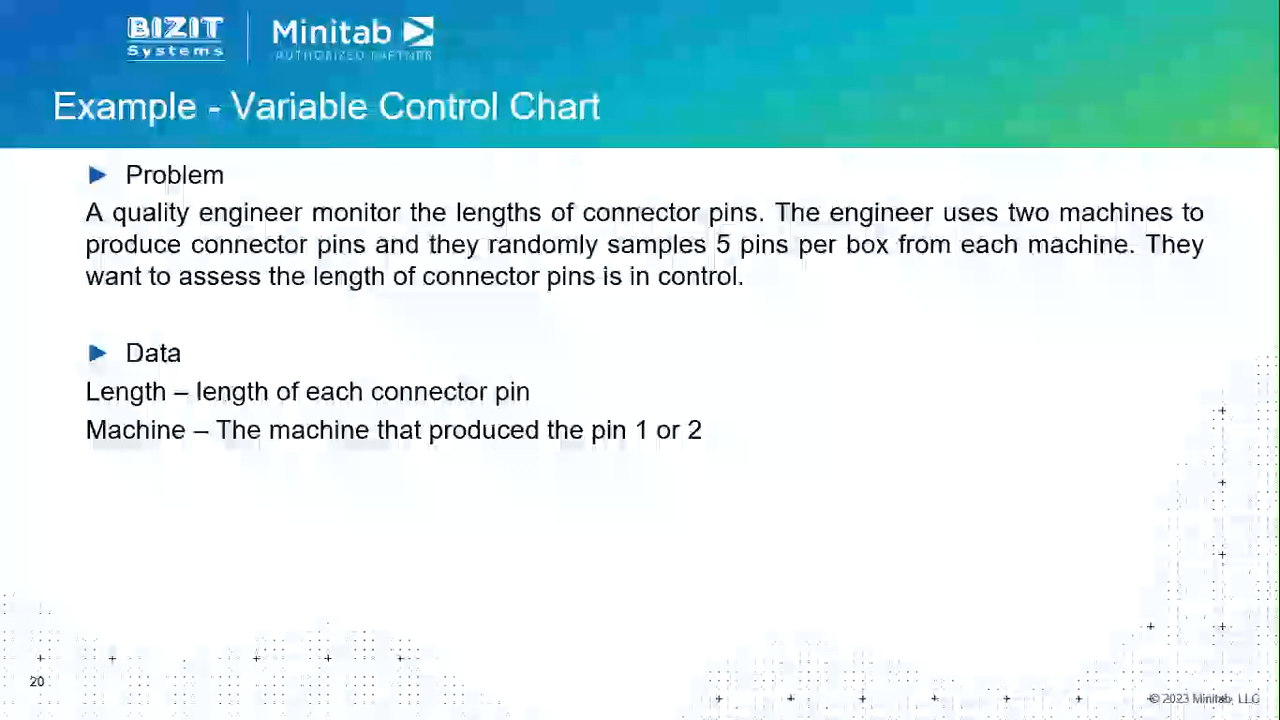 BIZIT
Systems
Minitab
AUTHORIZED PARTNER
Example - Variable Control Chart
Problem
A quality engineer monitor the lengths of connector pins. The engineer uses two machines to
produce connector pins and they randomly samples 5 pins per box from each machine. They
want to assess the length of connector pins is in control.
Data
Length – length of each connector pin
Machine – The machine that produced the pin 1 or 2
20
© 2023 Minitab, LLC